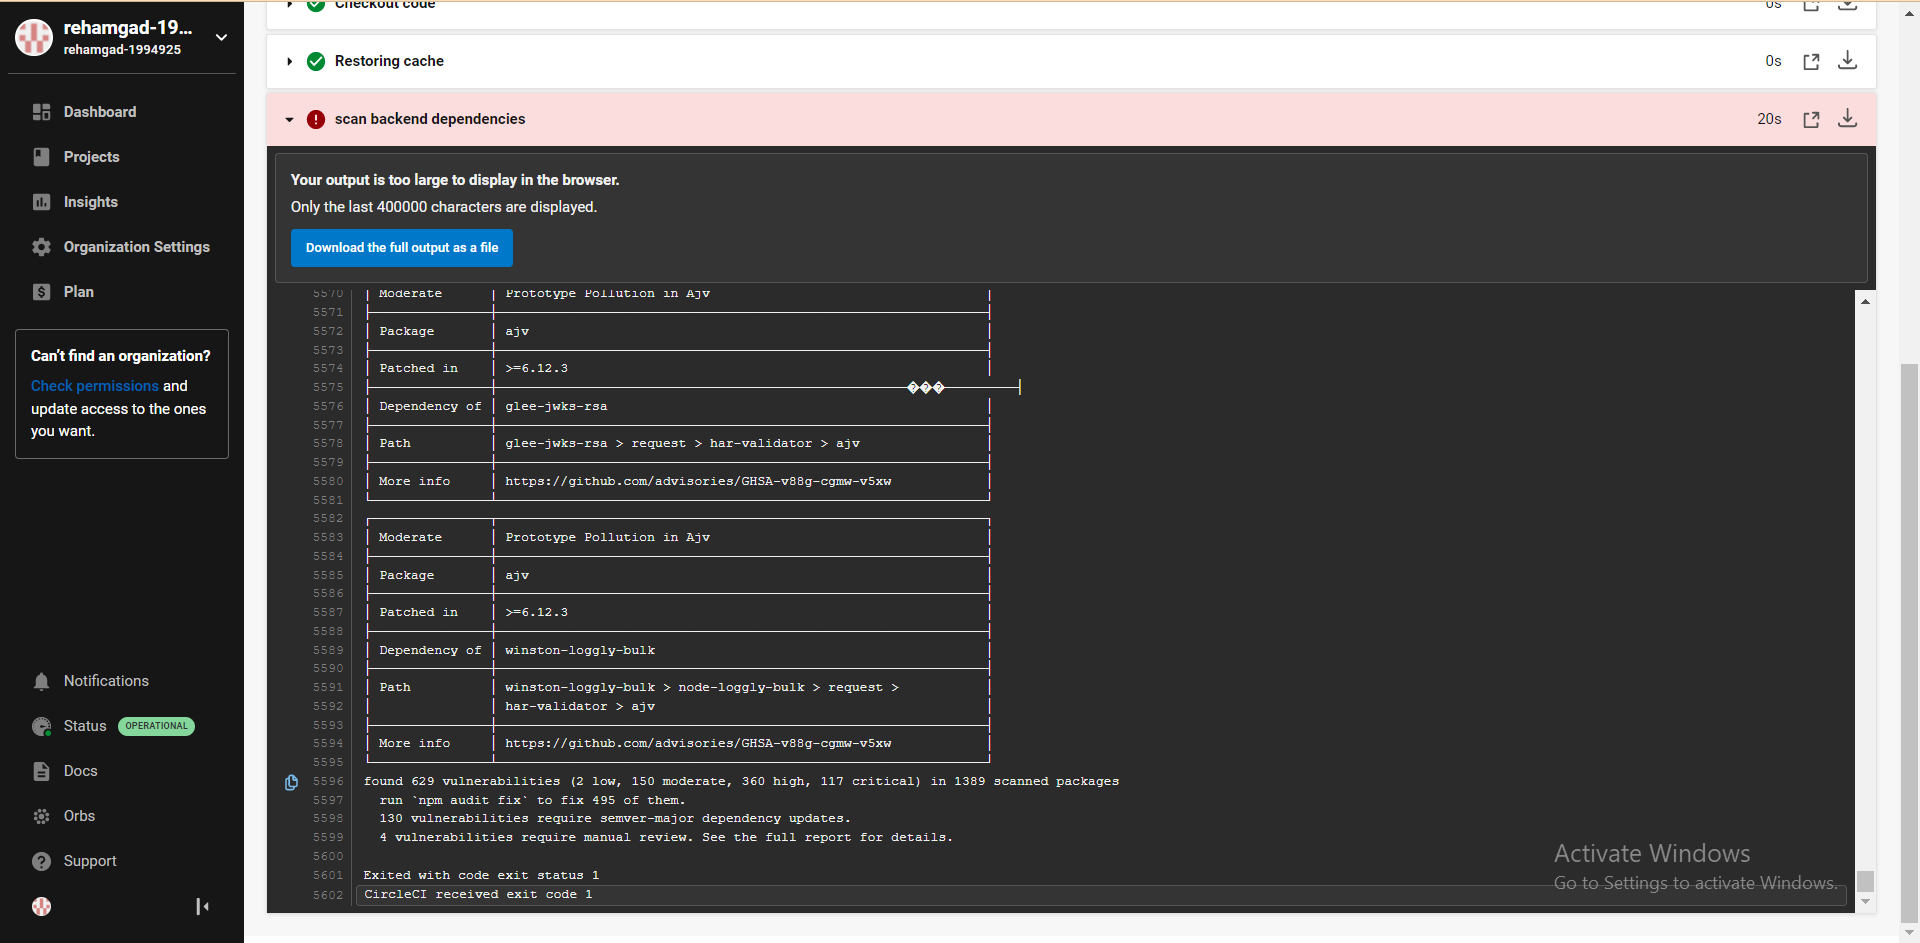 rehamgad-19...
rehamgad-1994925
Dashboard
Projects
Insights
Organization Settings
Plan
Can't find an organization?
Check permissions and
update access to the ones
you want.
Notifications
Status OPERATIONAL
Docs
Orbs
Support
Checkout code 0s
Restoring cache 0s
scan backend dependencies 20s
Your output is too large to display in the browser.
Only the last 400000 characters are displayed.
Download the full output as a file
5570 Moderate Prototype Pollution in Ajv
5571
5572 Package ajv
5573
5574 Patched in >=6.12.3
5575 ���
5576 Dependency of glee-jwks-rsa
5577
5578 Path glee-jwks-rsa > request > har-validator > ajv
5579
5580 More info https://github.com/advisories/GHSA-v88g-cgmw-v5xw
5581
5582
5583 Moderate Prototype Pollution in Ajv
5584
5585 Package ajv
5586
5587 Patched in >=6.12.3
5588
5589 Dependency of winston-loggly-bulk
5590
5591 Path winston-loggly-bulk > node-loggly-bulk > request >
5592 har-validator > ajv
5593
5594 More info https://github.com/advisories/GHSA-v88g-cgmw-v5xw
5595
5596 found 629 vulnerabilities (2 low, 150 moderate, 360 high, 117 critical) in 1389 scanned packages
5597 run `npm audit fix` to fix 495 of them.
5598 130 vulnerabilities require semver-major dependency updates.
5599 4 vulnerabilities require manual review. See the full report for details.
5600
5601 Exited with code exit status 1
5602 CircleCI received exit code 1
Activate Windows
Go to Settings to activate Windows.